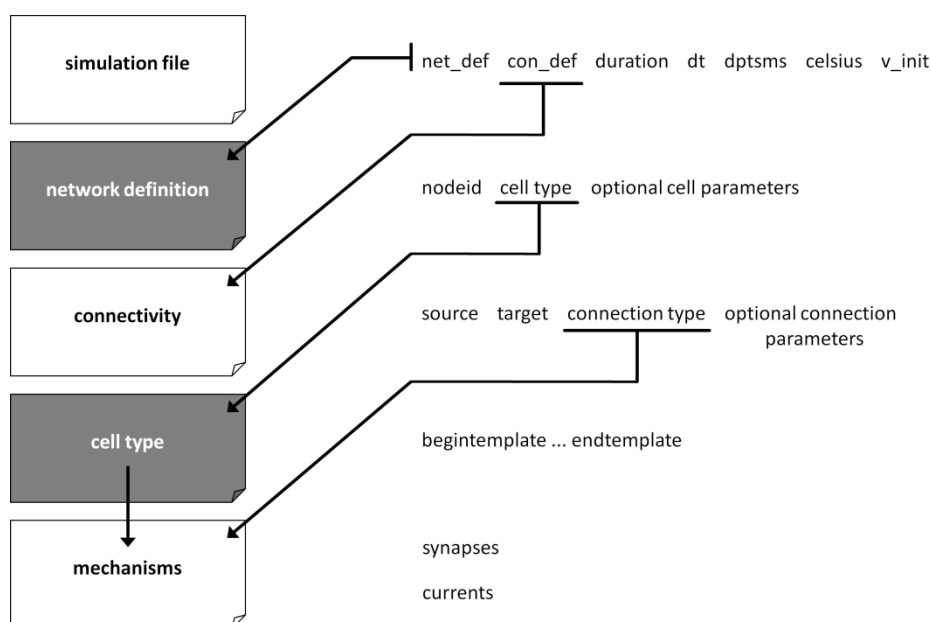 simulation file
net_def con_def duration dt dptsms celsius v_init
network definition
nodeid cell type optional cell parameters
connectivity
source target connection type optional connection
parameters
cell type
begintemplate ... endtemplate
mechanisms
synapses
currents